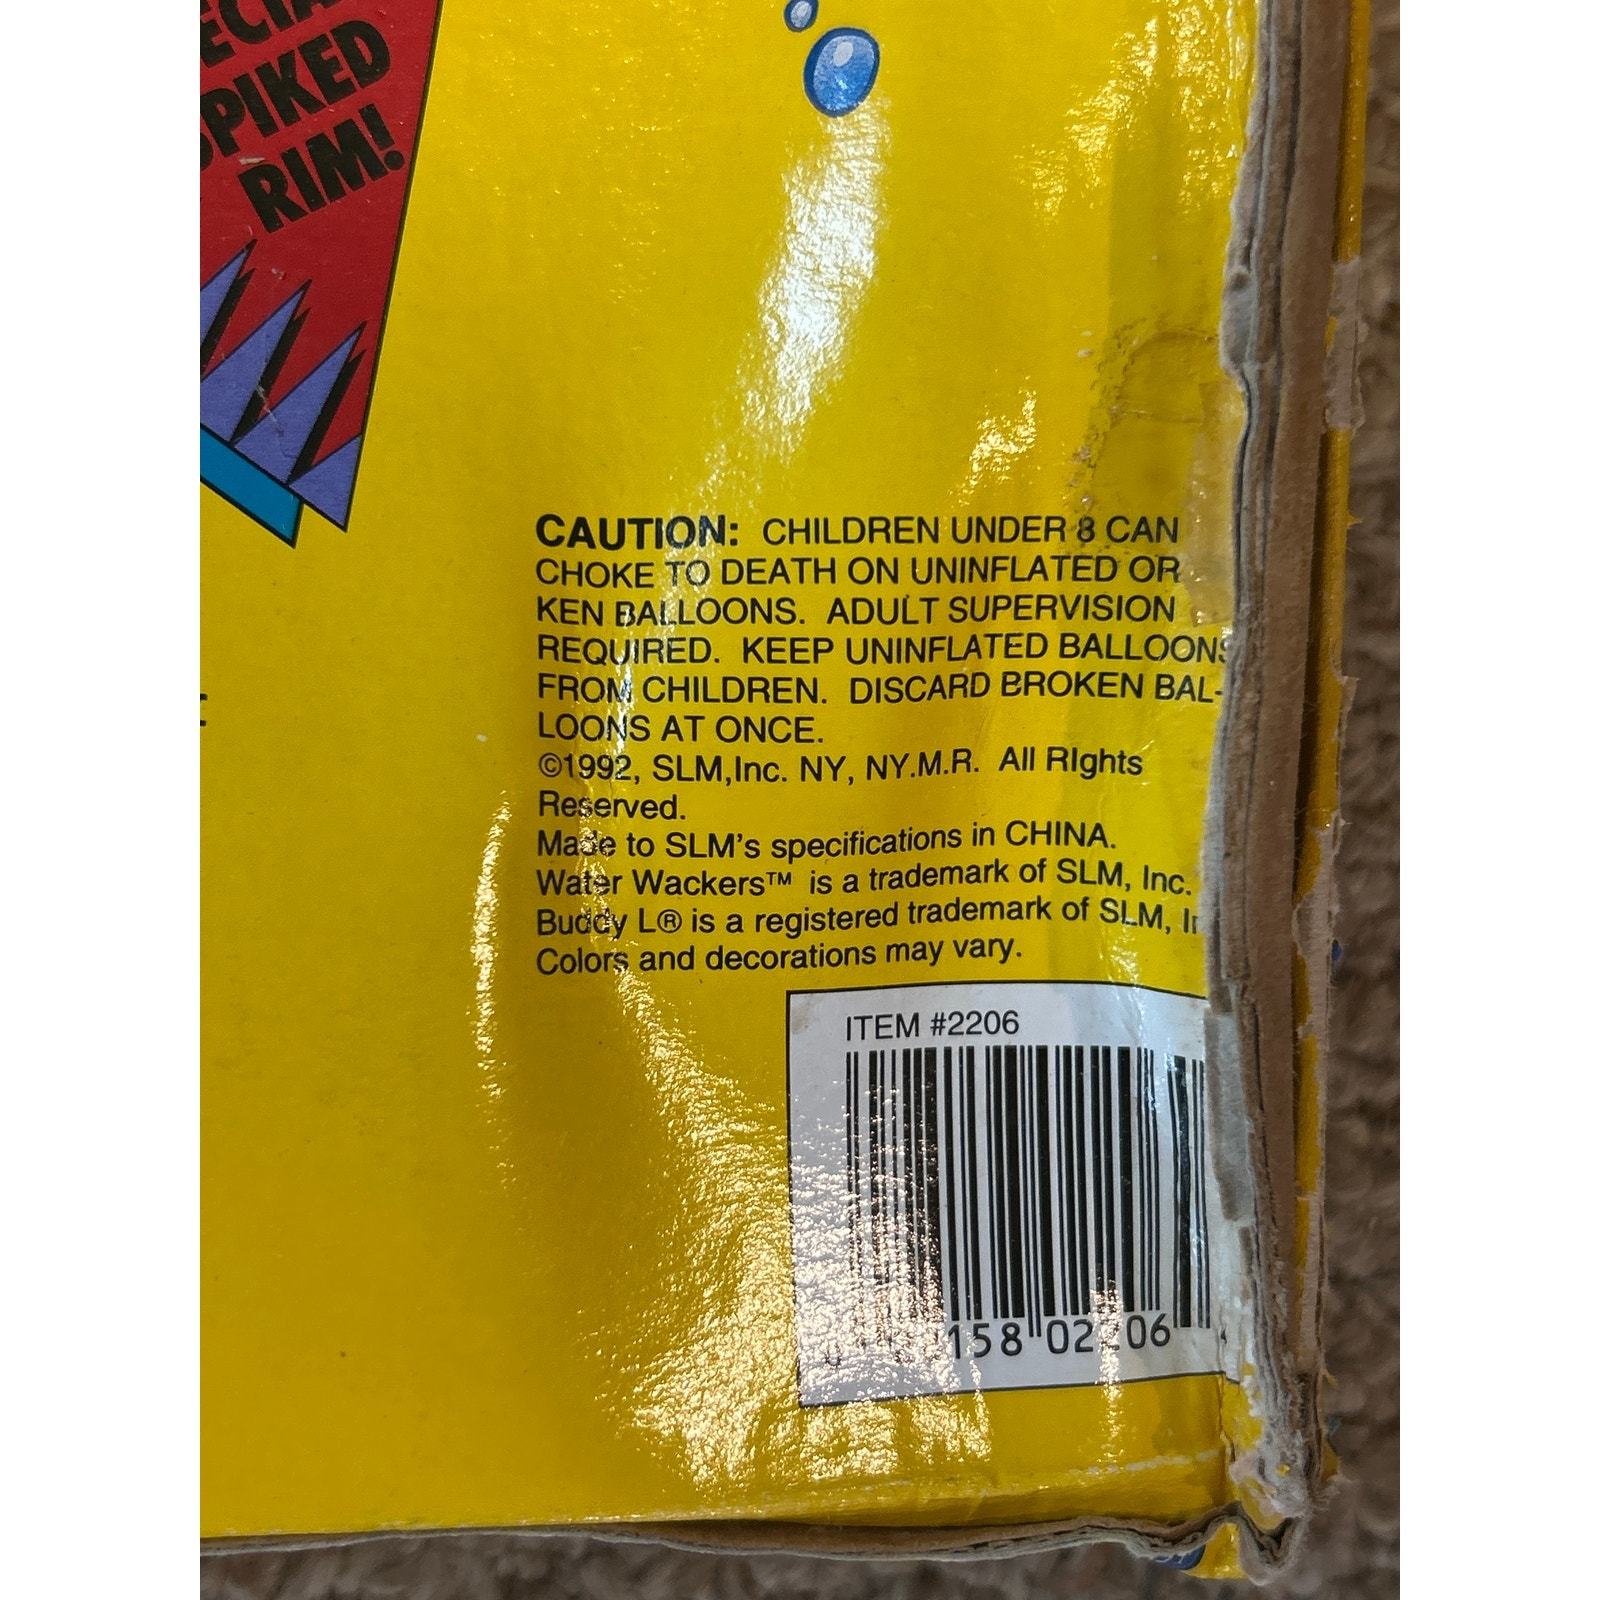 SPIKED
RIM!
CAUTION: CHILDREN UNDER 8 CAN
CHOKE TO DEATH ON UNINFLATED OR
KEN BALLOONS. ADULT SUPERVISION
REQUIRED. KEEP UNINFLATED BALLOONS
FROM CHILDREN. DISCARD BROKEN BAL-
LOONS AT ONCE.
©1992, SLM,Inc. NY, NY.M.R. All RIghts
Reserved.
Made to SLM's specifications in CHINA.
Water Wackers™ is a trademark of SLM, Inc.
Buddy L® is a registered trademark of SLM,
Colors and decorations may vary.
ITEM #2206
158 02206